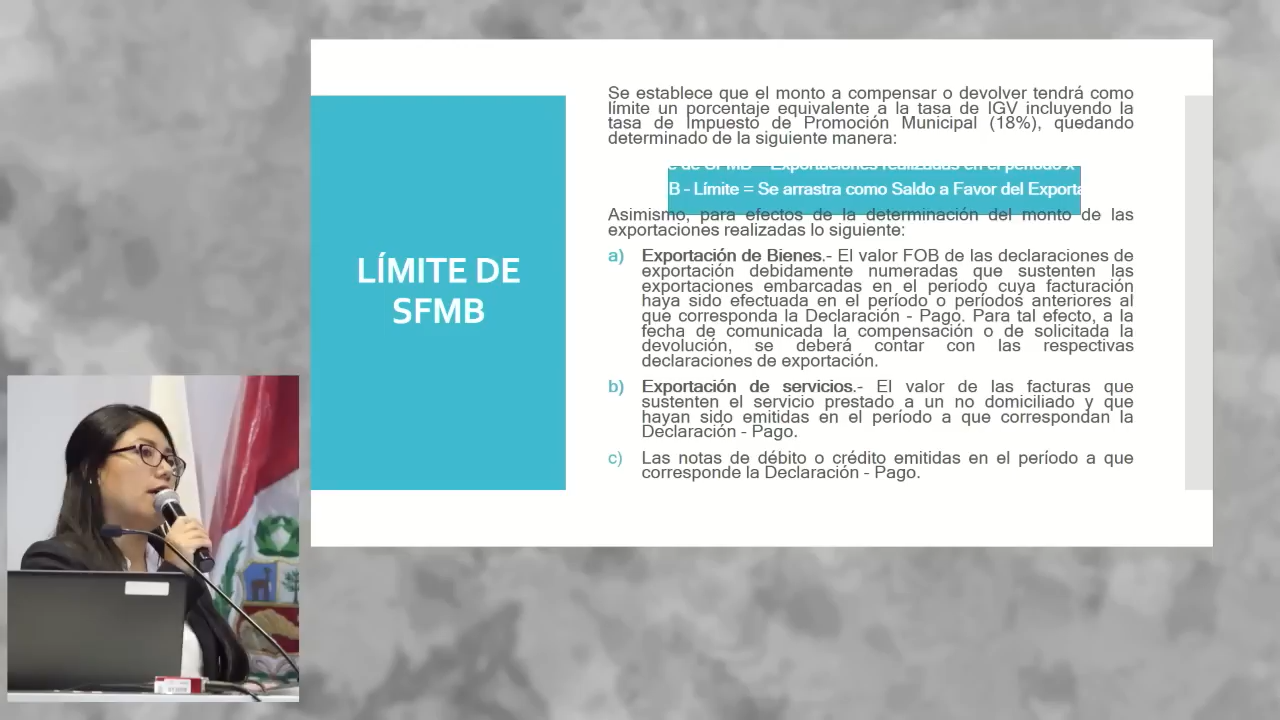 LÍMITE DE
SFMB
Se establece que el monto a compensar o devolver tendrá como
límite un porcentaje equivalente a la tasa de IGV incluyendo la
tasa de Impuesto de Promoción Municipal (18%), quedando
determinado de la siguiente manera:
de SFMB = Exportaciones realizadas en el período x
B - Límite = Se arrastra como Saldo a Favor del
Asimismo, para efectos de la determinación del monto de las
exportaciones realizadas lo siguiente:
a) Exportación de Bienes.- El valor FOB de las declaraciones de
exportación debidamente numeradas que sustenten las
exportaciones embarcadas en el período cuya facturación
haya sido efectuada en el período o períodos anteriores al
que corresponda la Declaración - Pago. Para tal efecto, a la
fecha de comunicada la compensación o de solicitada la
devolución, se deberá contar con las respectivas
declaraciones de exportación.
b) Exportación de servicios.- El valor de las facturas que
sustenten el servicio prestado a un no domiciliado y que
hayan sido emitidas en el período a que correspondan la
Declaración - Pago.
c) Las notas de débito o crédito emitidas en el período a que
corresponde la Declaración - Pago.